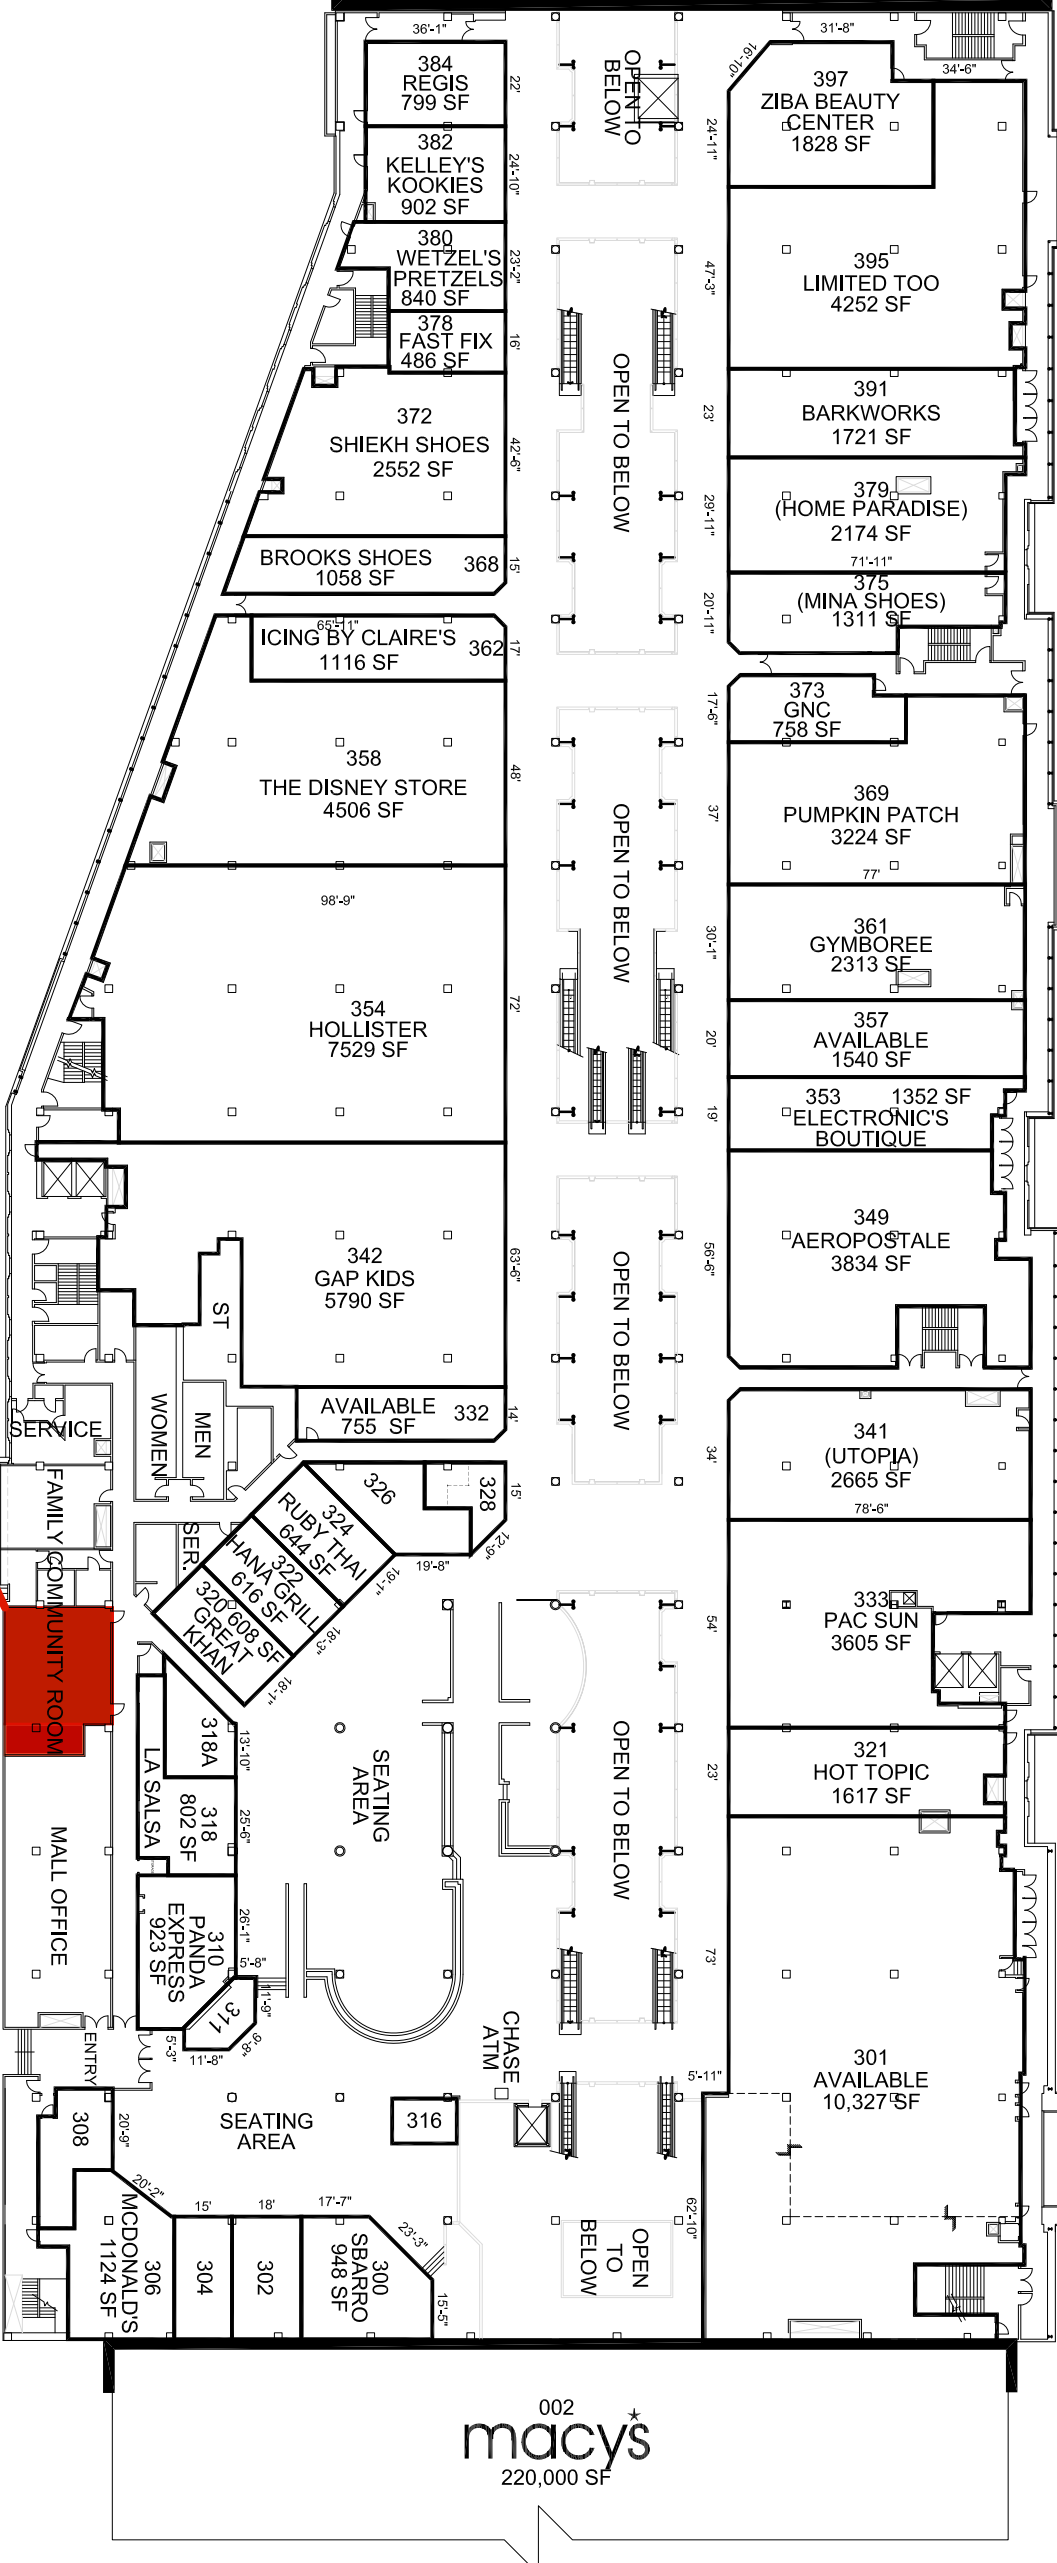 36'-1"
384
REGIS
799 SF
22'
382
KELLEY'S
KOOKIES
902 SF
24'-10"
380
WETZEL'S
PRETZELS
840 SF
23'-2"
378
FAST FIX
486 SF
16'
372
SHIEKH SHOES
2552 SF
42'-6"
BROOKS SHOES
1058 SF
368
15'
65'-11"
ICING BY CLAIRE'S
1116 SF
362
17'
358
THE DISNEY STORE
4506 SF
48'
98'-9"
354
HOLLISTER
7529 SF
72'
342
GAP KIDS
5790 SF
63'-6"
ST
AVAILABLE
755 SF
332
14'
WOMEN
MEN
SERVICE
FAMILY
COMMUNITY ROOM
SER.
326
328
15'
12'-9"
19'-8"
324
RUBY THAI
644 SF
19'-1"
322
HANA GRILL
616 SF
18'-3"
320 608 SF
GREAT
KHAN
18'-1"
318A
13'-10"
LA SALSA
318
802 SF
25'-6"
MALL OFFICE
310
PANDA
EXPRESS
923 SF
26'-1"
5'-8"
11'-9"
311
9'-8"
11'-8"
5'-3"
ENTRY
SEATING
AREA
SEATING
AREA
CHASE
ATM
316
308
20'-9"
20'-2"
306
MCDONALD'S
1124 SF
15'
304
18'
302
17'-7"
300
SBARRO
948 SF
23'-3"
15'-5"
OPEN TO
BELOW
OPEN TO BELOW
OPEN TO BELOW
OPEN TO BELOW
OPEN TO BELOW
OPEN
TO
BELOW
31'-8"
16'-10"
34'-6"
397
ZIBA BEAUTY
CENTER
1828 SF
24'-11"
395
LIMITED TOO
4252 SF
47'-3"
391
BARKWORKS
1721 SF
23'
379
(HOME PARADISE)
2174 SF
29'-11"
71'-11"
375
(MINA SHOES)
1311 SF
20'-11"
373
GNC
758 SF
17'-6"
369
PUMPKIN PATCH
3224 SF
37'
77'
361
GYMBOREE
2313 SF
30'-1"
357
AVAILABLE
1540 SF
20'
353 1352 SF
ELECTRONIC'S
BOUTIQUE
19'
349
AEROPOSTALE
3834 SF
56'-6"
341
(UTOPIA)
2665 SF
34'
78'-6"
333
PAC SUN
3605 SF
54'
321
HOT TOPIC
1617 SF
23'
73'
301
AVAILABLE
10,327 SF
5'-11"
62'-10"
002
macy's
220,000 SF